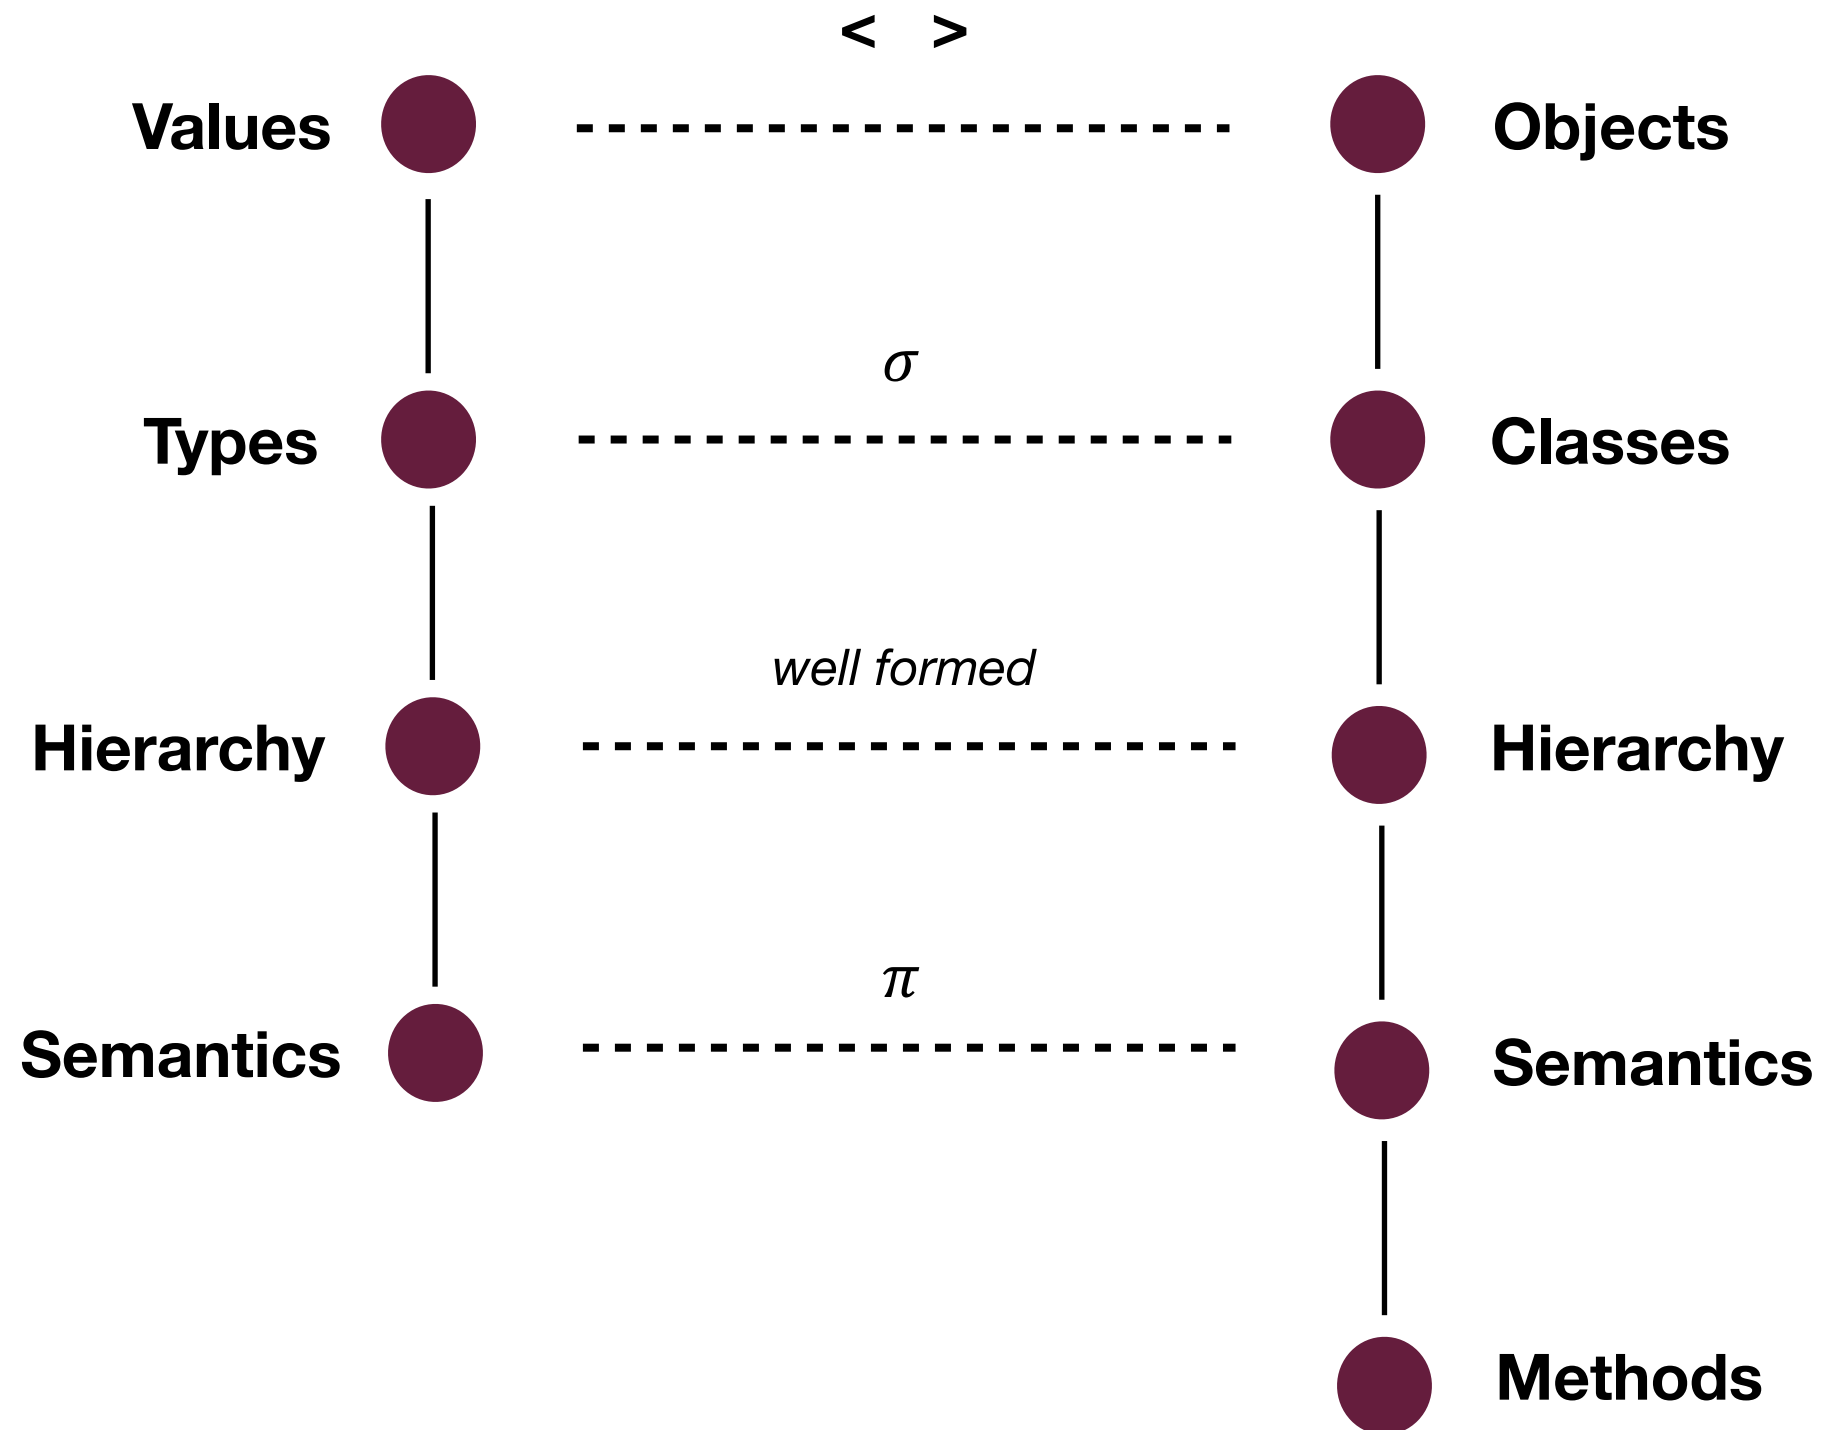 < >
Values Objects
σ
Types Classes
well formed
Hierarchy Hierarchy
π
Semantics Semantics
Methods